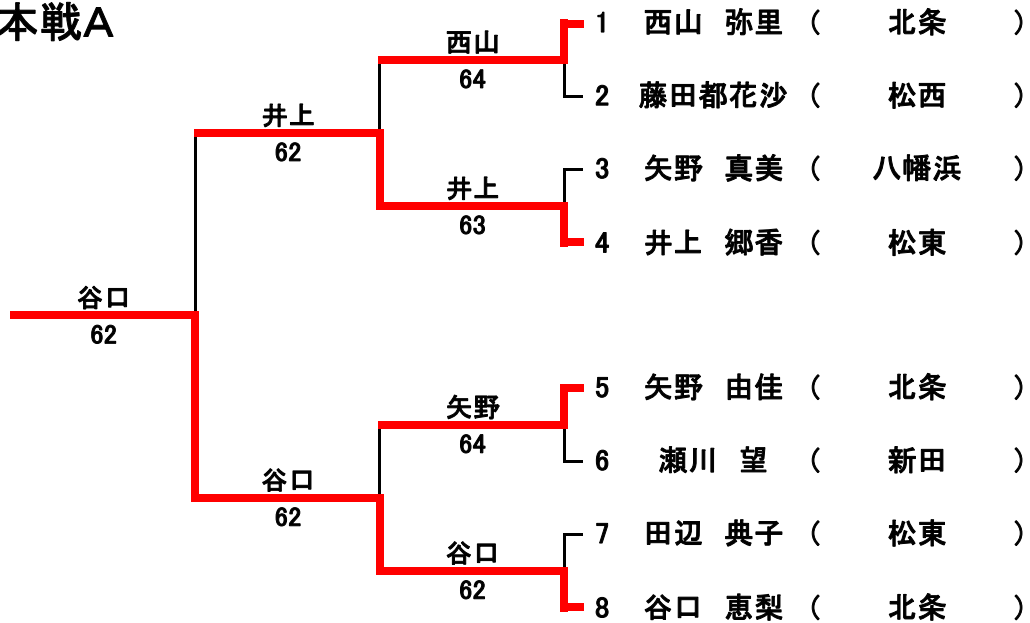 本戦A
1 西山 弥里 ( 北条 )
西山
64
2 藤田都花沙 ( 松西 )
井上
62
3 矢野 真美 ( 八幡浜 )
井上
63
4 井上 郷香 ( 松東 )
谷口
62
5 矢野 由佳 ( 北条 )
矢野
64
6 瀬川 望 ( 新田 )
谷口
62
7 田辺 典子 ( 松東 )
谷口
62
8 谷口 恵梨 ( 北条 )